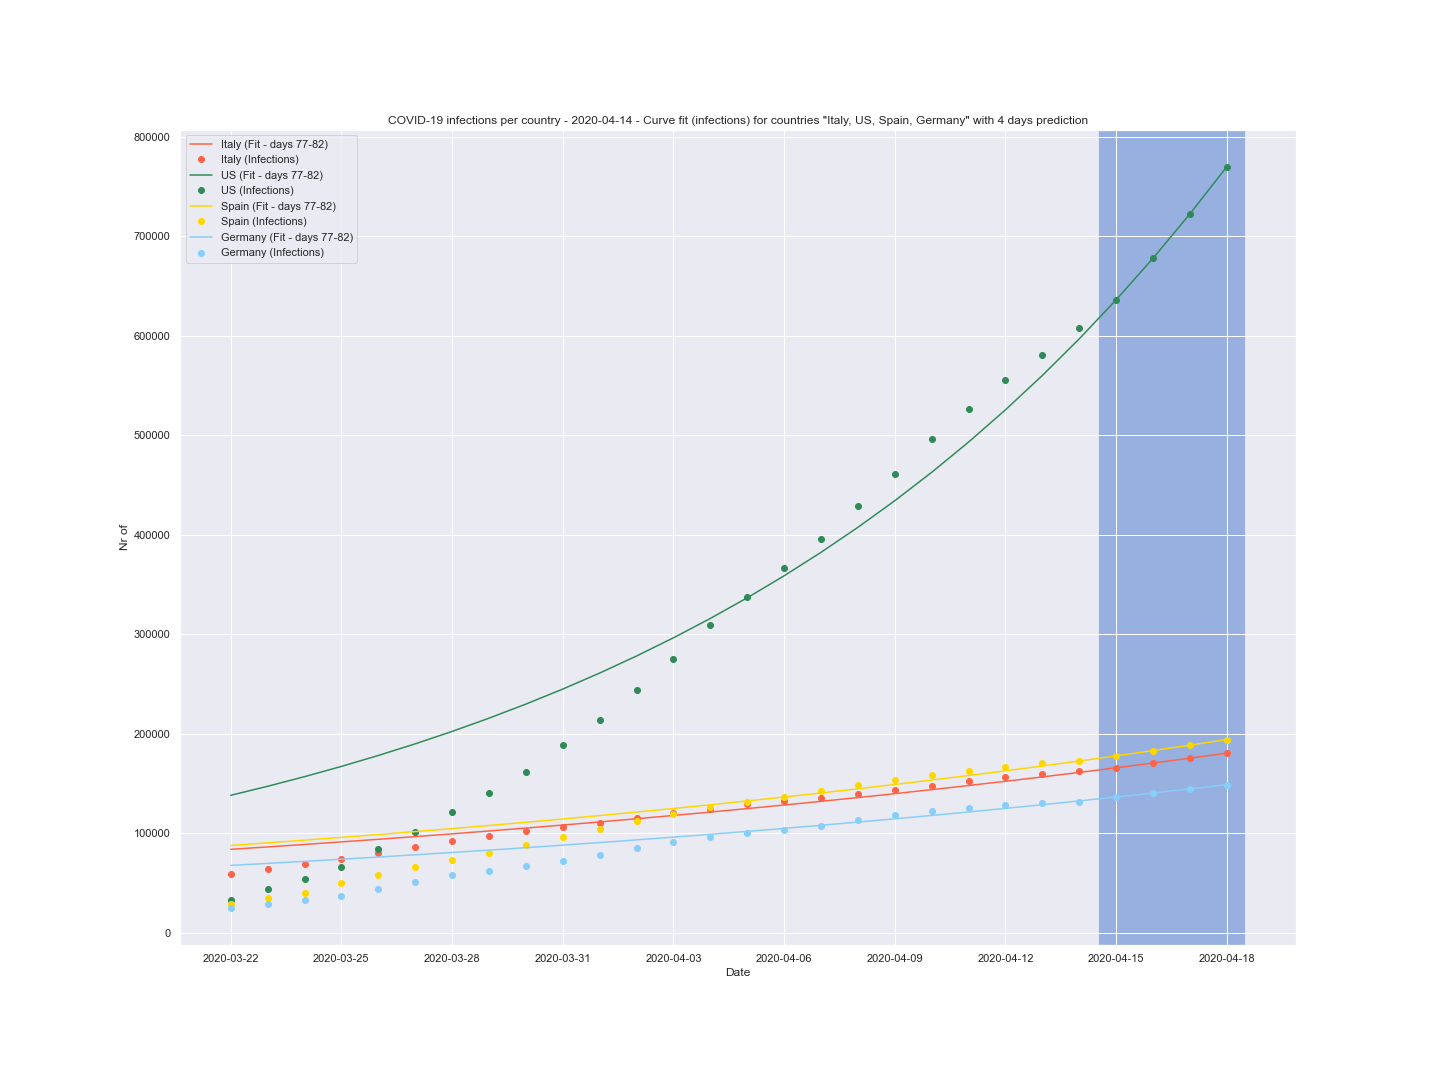 COVID-19 infections per country - 2020-04-14 - Curve fit (infections) for countries "Italy, US, Spain, Germany" with 4 days prediction
Italy (Fit - days 77-82)
Italy (Infections)
US (Fit - days 77-82)
US (Infections)
Spain (Fit - days 77-82)
Spain (Infections)
Germany (Fit - days 77-82)
Germany (Infections)
800000
700000
600000
500000
400000
300000
200000
100000
0
Nr of
2020-03-22 2020-03-25 2020-03-28 2020-03-31 2020-04-03 2020-04-06 2020-04-09 2020-04-12 2020-04-15 2020-04-18
Date